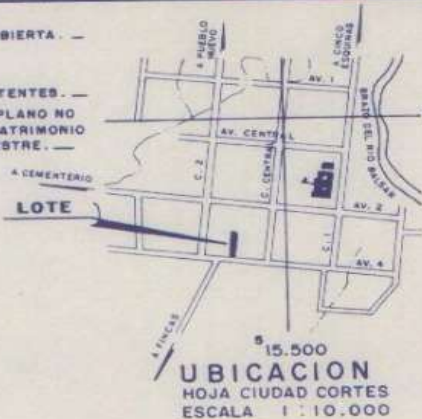 BIERTA. —
TENTES. —
PLANO NO
ATRIMONIO
STRE. —
A PUEBLO
NUEVO
A CINCO
ESQUINAS
AV. 1
BRAZO DEL RIO BALSAR
AV. CENTRAL
C. 2
C. CENTRAL
A CEMENTERIO
LOTE
AV. 2
C. 1
AV. 4
A FINCAS
15.500
UBICACION
HOJA CIUDAD CORTES
ESCALA 1:10.000